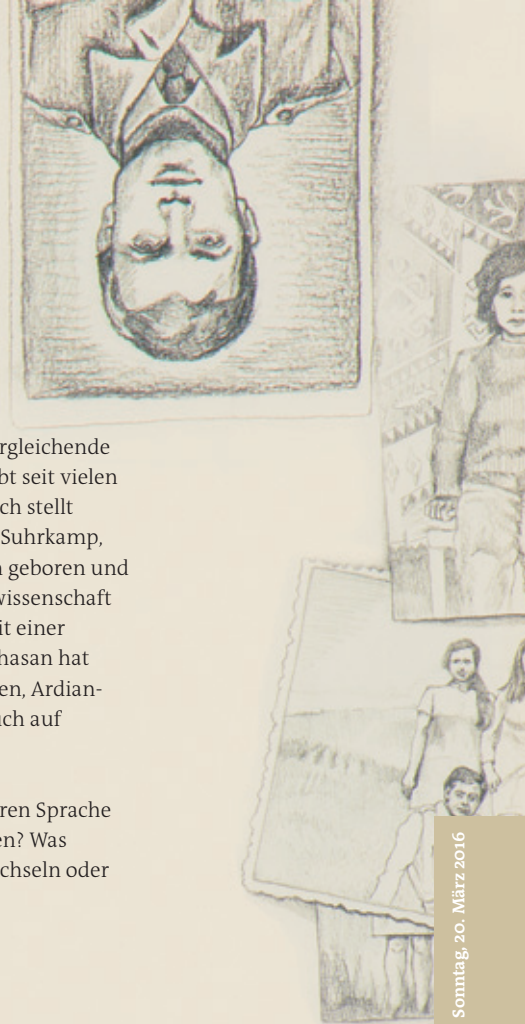 rgleichende
bt seit vielen
ch stellt
Suhrkamp,
n geboren und
wissenschaft
it einer
hasan hat
en, Ardian-
uch auf
ren Sprache
en? Was
chseln oder
Sonntag, 20. März 2016